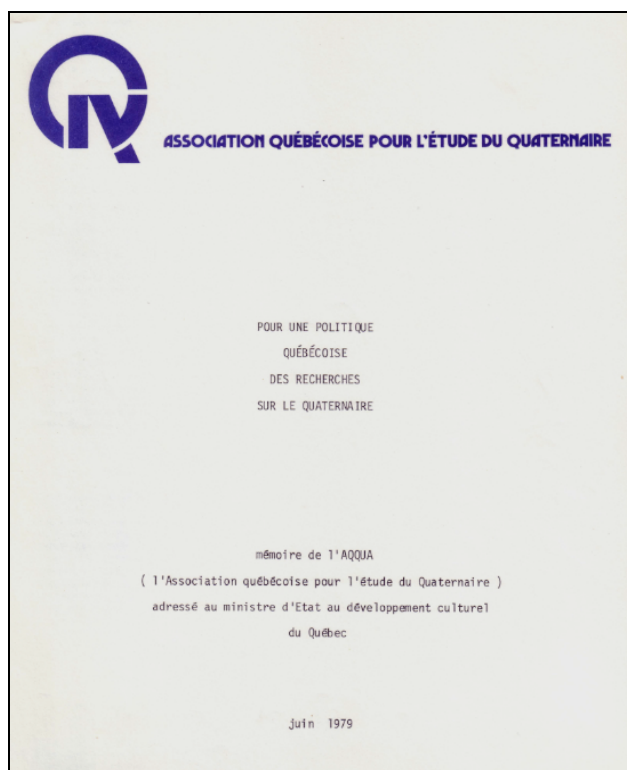 QIV
ASSOCIATION QUÉBÉCOISE POUR L'ÉTUDE DU QUATERNAIRE
POUR UNE POLITIQUE
QUÉBÉCOISE
DES RECHERCHES
SUR LE QUATERNAIRE
mémoire de l'AQQUA
( l'Association québécoise pour l'étude du Quaternaire )
adressé au ministre d'Etat au développement culturel
du Québec
juin 1979